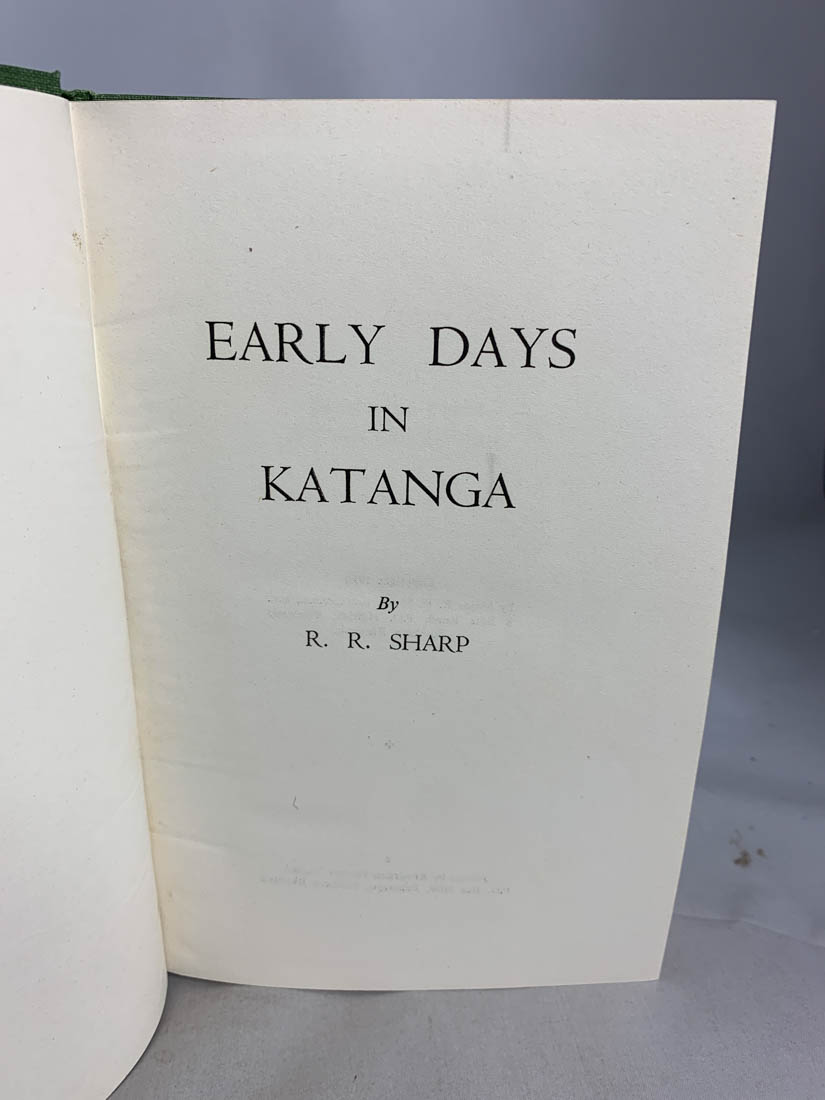 EARLY DAYS
IN
KATANGA
By
R. R. SHARP